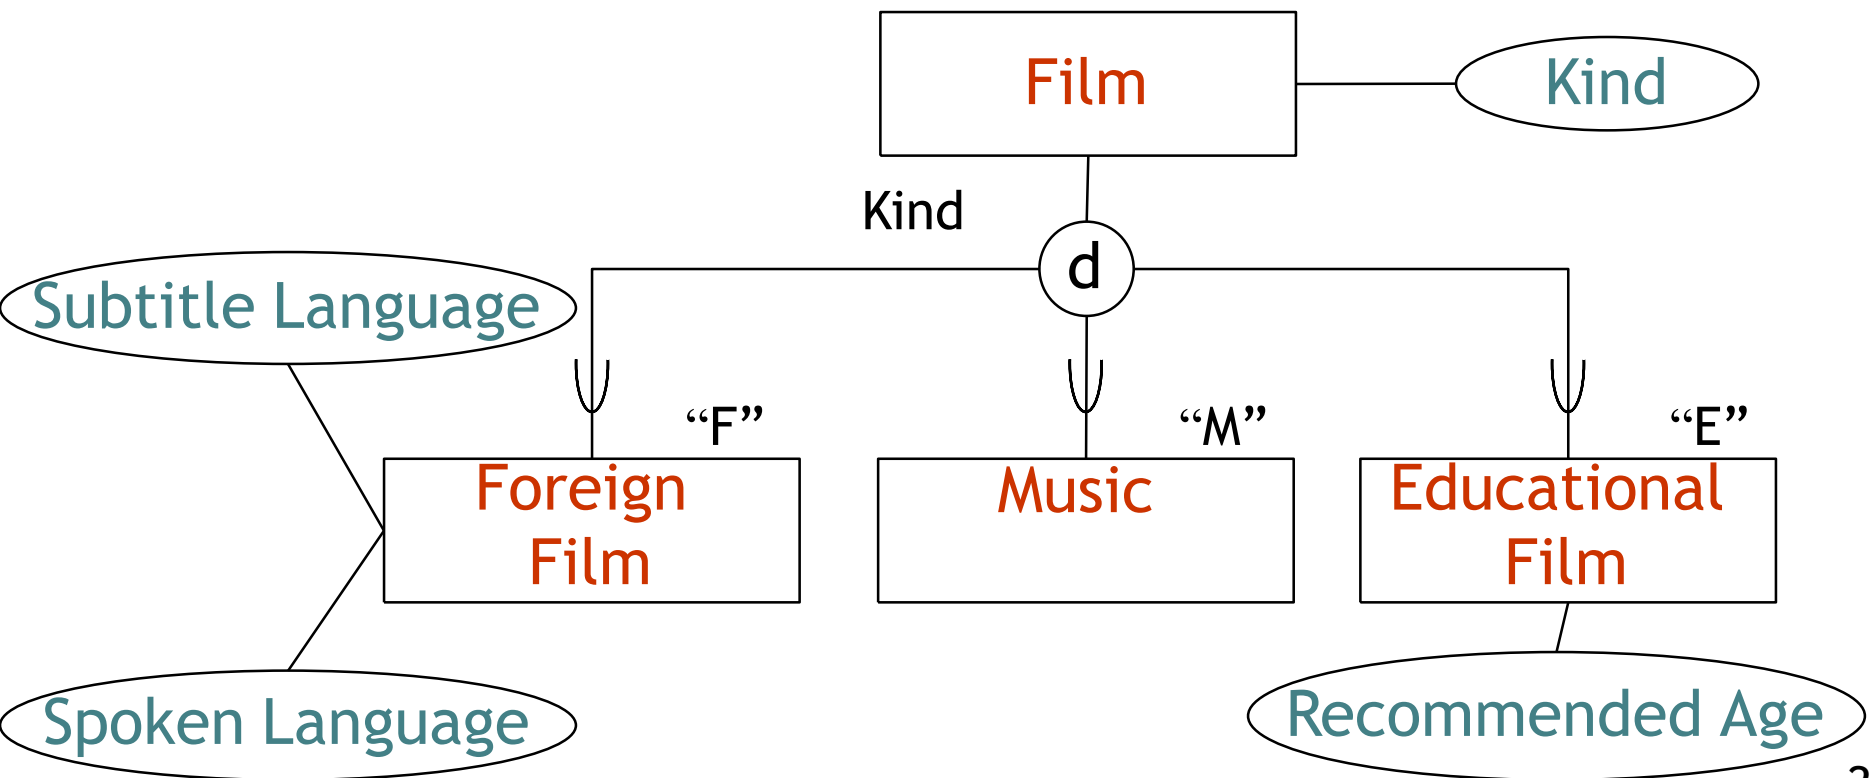 Film
Kind
Kind
d
Subtitle Language
“F”
“M”
“E”
Foreign
Film
Music
Educational
Film
Spoken Language
Recommended Age